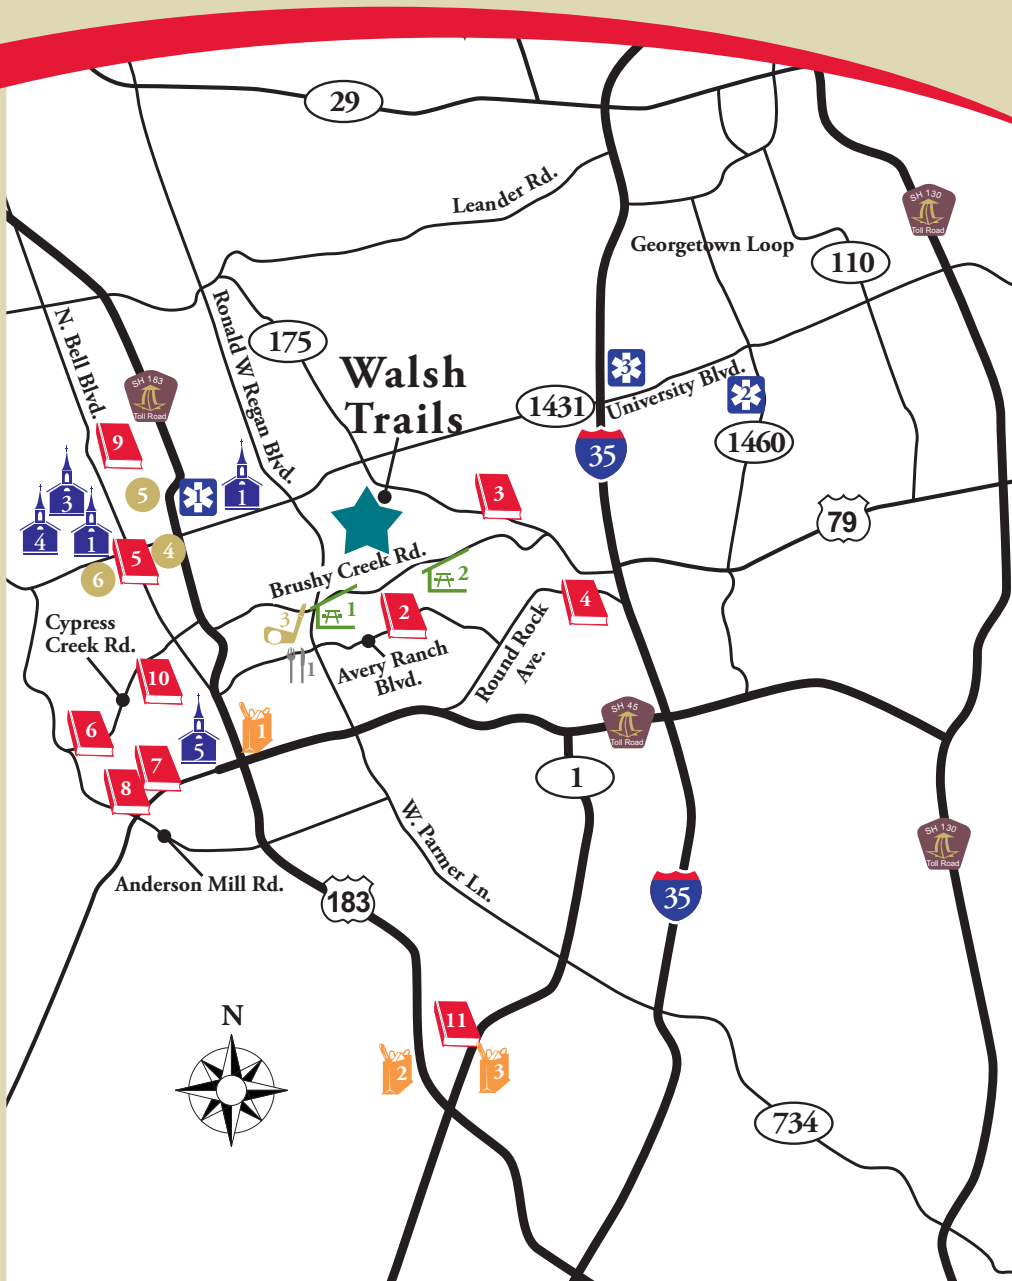 29
SH 130
Toll Road
Leander Rd.
Georgetown Loop
110
N. Bell Blvd.
Ronald W Regan Blvd.
175
SH 183
Toll Road
Walsh
Trails
3
University Blvd.
2
1431
1460
35
9
3
4
1
5
1
1
3
79
5
4
6
Brushy Creek Rd.
2
1
3
2
4
Cypress
Creek Rd.
1
Avery Ranch
Blvd.
Round Rock
Ave.
10
6
5
1
SH 45
Toll Road
7
8
1
W. Parmer Ln.
SH 130
Toll Road
Anderson Mill Rd.
183
35
N
11
2
3
734